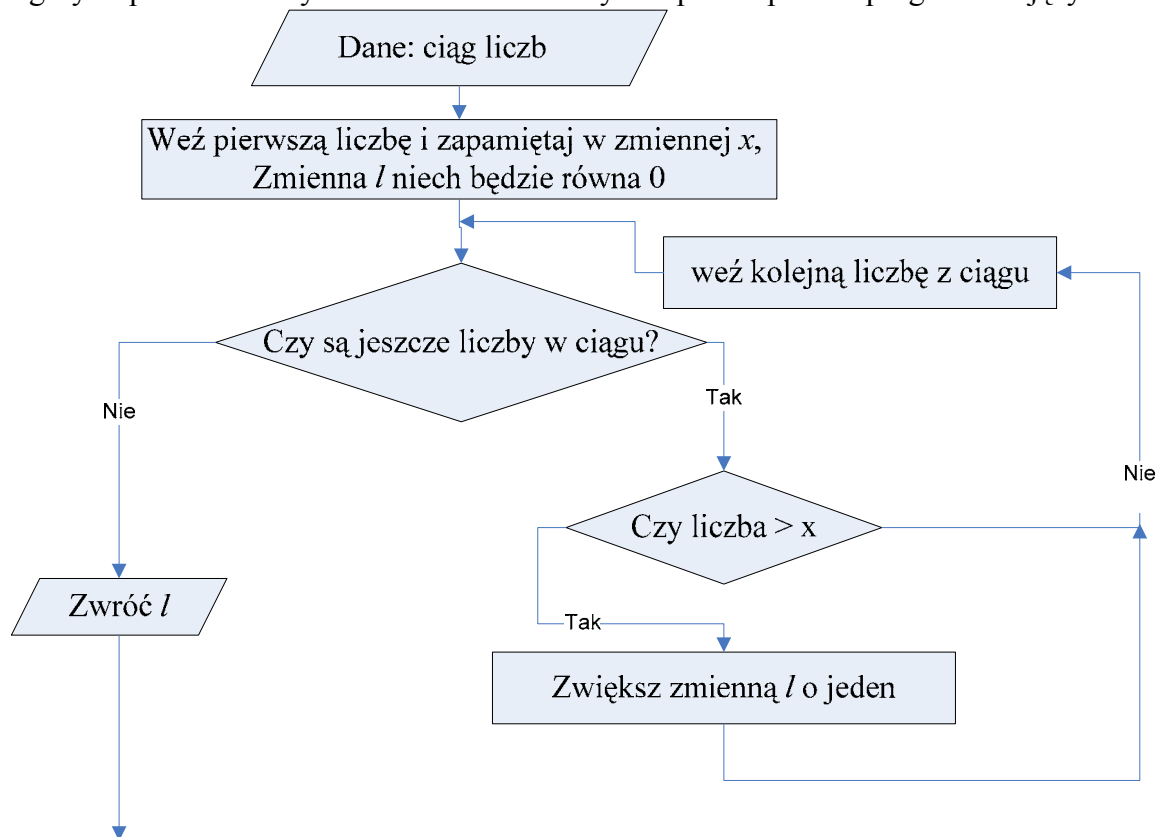 Dane: ciąg liczb
Weź pierwszą liczbę i zapamiętaj w zmiennej x,
Zmienna l niech będzie równa 0
weź kolejną liczbę z ciągu
Czy są jeszcze liczby w ciągu?
Nie
Tak
Nie
Czy liczba > x
Zwróć l
Tak
Zwiększ zmienną l o jeden